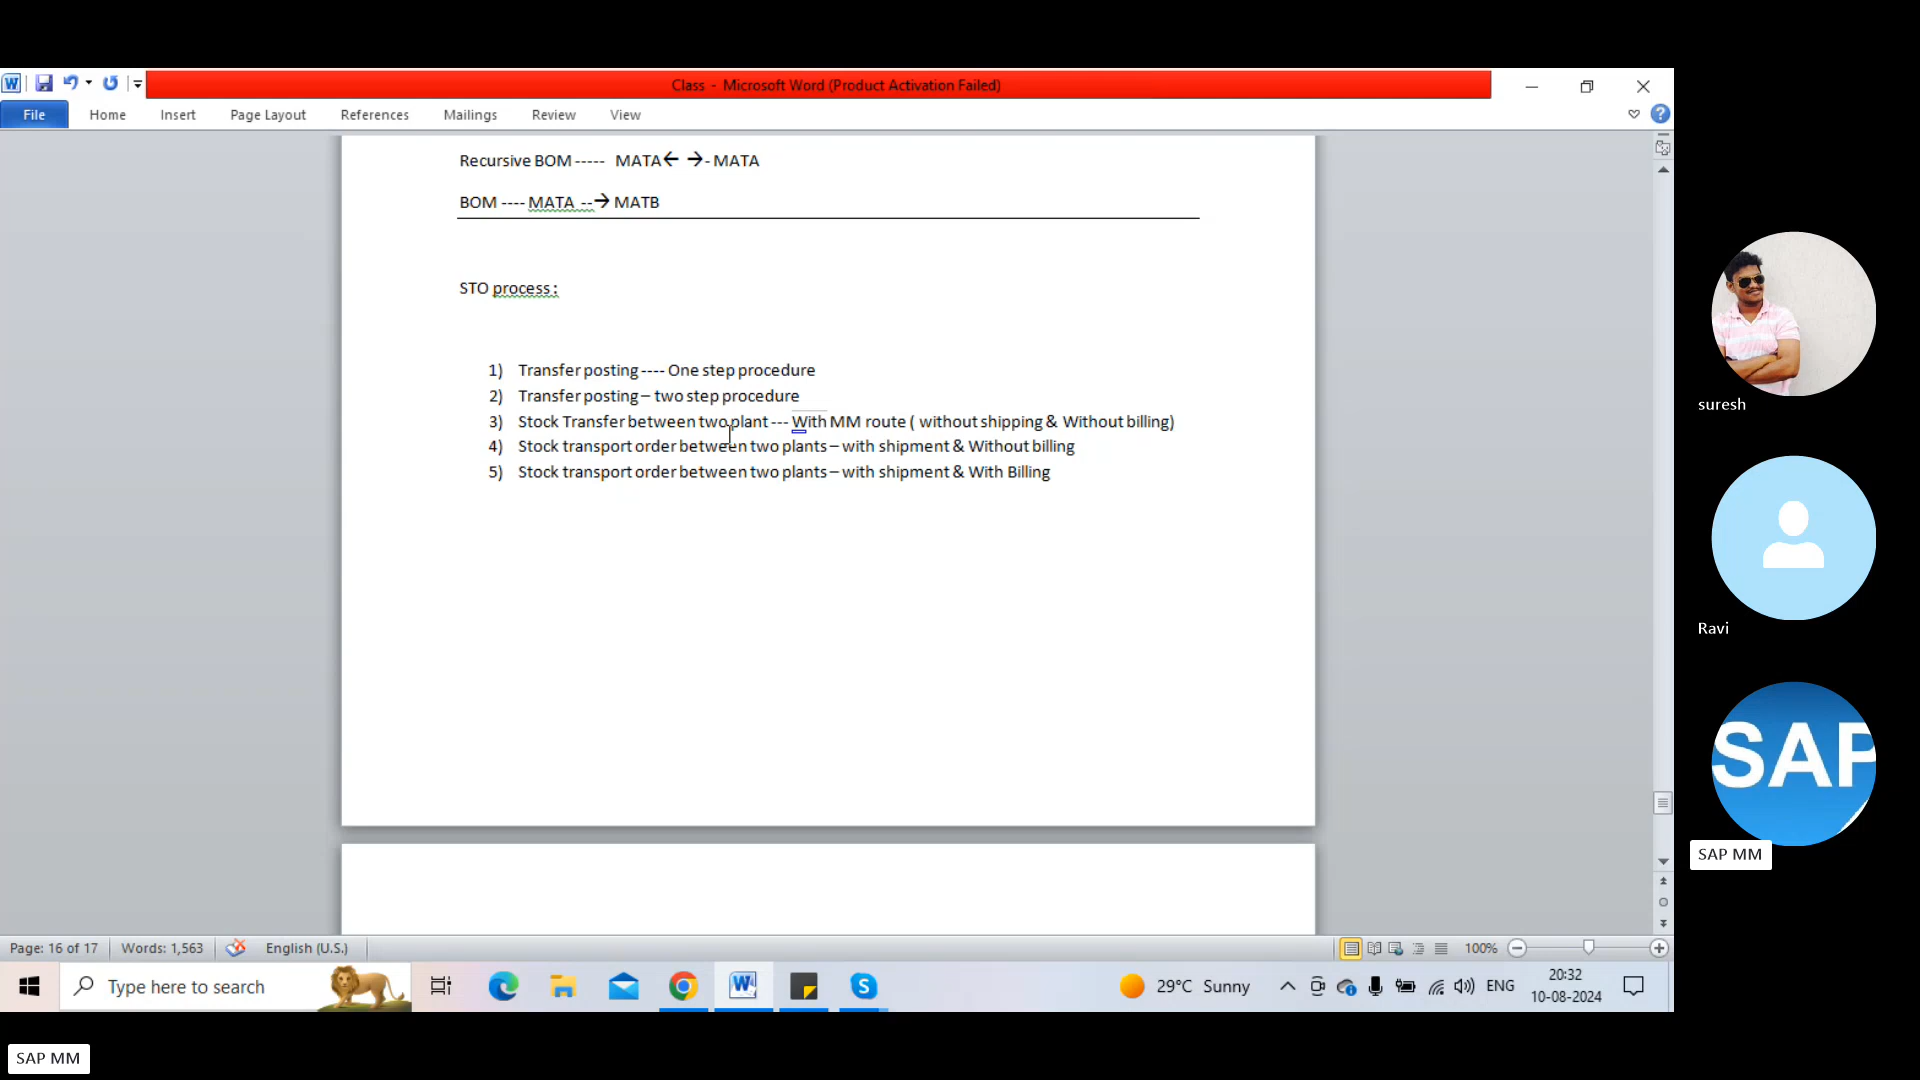 Class - Microsoft Word (Product Activation Failed)
File Home Insert Page Layout References Mailings Review View
Recursive BOM ----- MATA← →- MATA
BOM ---- MATA --→ MATB
STO process:
1) Transfer posting ---- One step procedure
2) Transfer posting – two step procedure
3) Stock Transfer between two plant --- With MM route ( without shipping & Without billing)
4) Stock transport order between two plants – with shipment & Without billing
5) Stock transport order between two plants – with shipment & With Billing
suresh
Ravi
SAP
SAP MM
Page: 16 of 17 Words: 1,563 English (U.S.) 100%
Type here to search
29°C Sunny ENG 20:32
10-08-2024
SAP MM